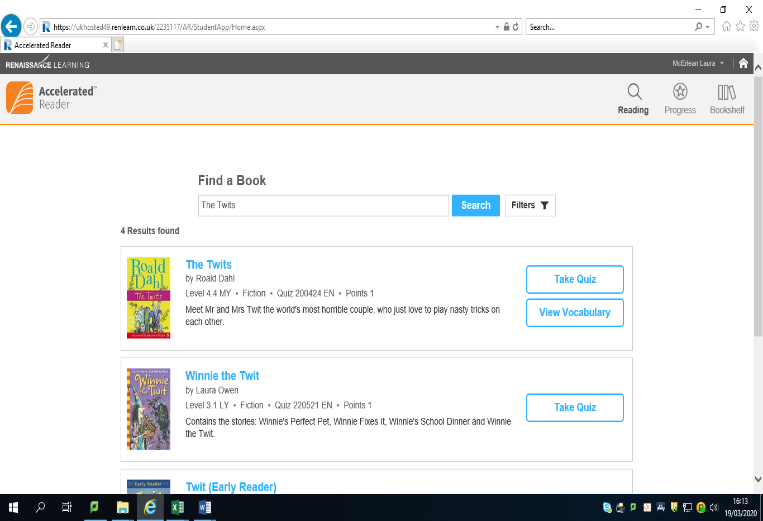 https://ukhosted49.renlearn.co.uk/2235117/AR/StudentApp/Home.aspx
Search...
Accelerated Reader
RENAISSANCE LEARNING
McErlean Laura
Accelerated
Reader
Reading
Progress
Bookshelf
Find a Book
The Twits
Search
Filters
4 Results found
Roald
Dahl
The Twits
The Twits
by Roald Dahl
Level 4.4 MY • Fiction • Quiz 200424 EN • Points 1
Meet Mr and Mrs Twit the world's most horrible couple, who just love to play nasty tricks on
each other.
Take Quiz
View Vocabulary
Winnie
the Twit
Winnie the Twit
by Laura Owen
Level 3.1 LY • Fiction • Quiz 220521 EN • Points 1
Contains the stories: Winnie's Perfect Pet, Winnie Fixes It, Winnie's School Dinner and Winnie
the Twit.
Take Quiz
Early Reader
Twit (Early Reader)
16:13
19/03/2020